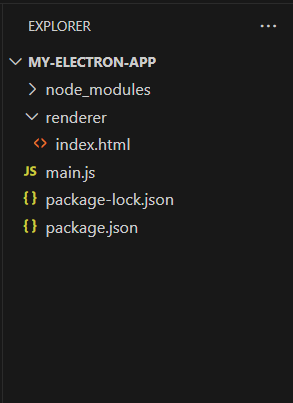 EXPLORER
MY-ELECTRON-APP
node_modules
renderer
<> index.html
JS main.js
{ } package-lock.json
{ } package.json